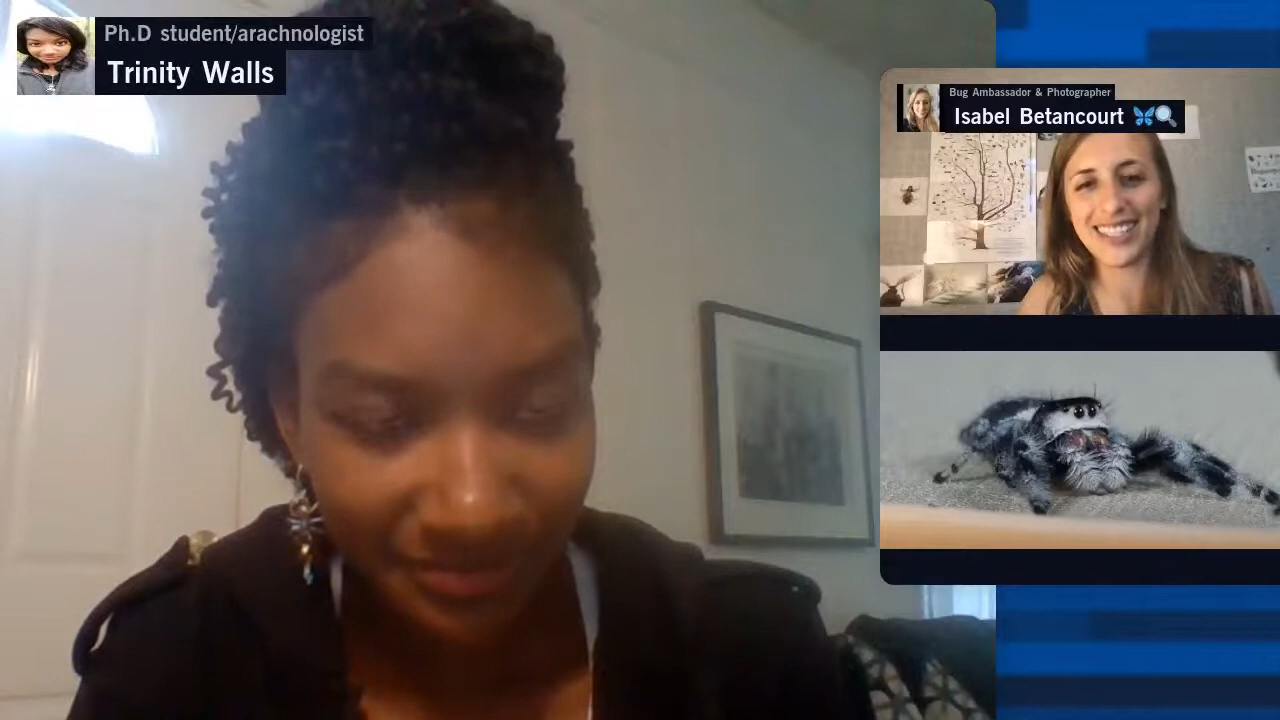 Ph.D student/arachnologist
Trinity Walls
Bug Ambassador & Photographer
Isabel Betancourt 🦋🔍